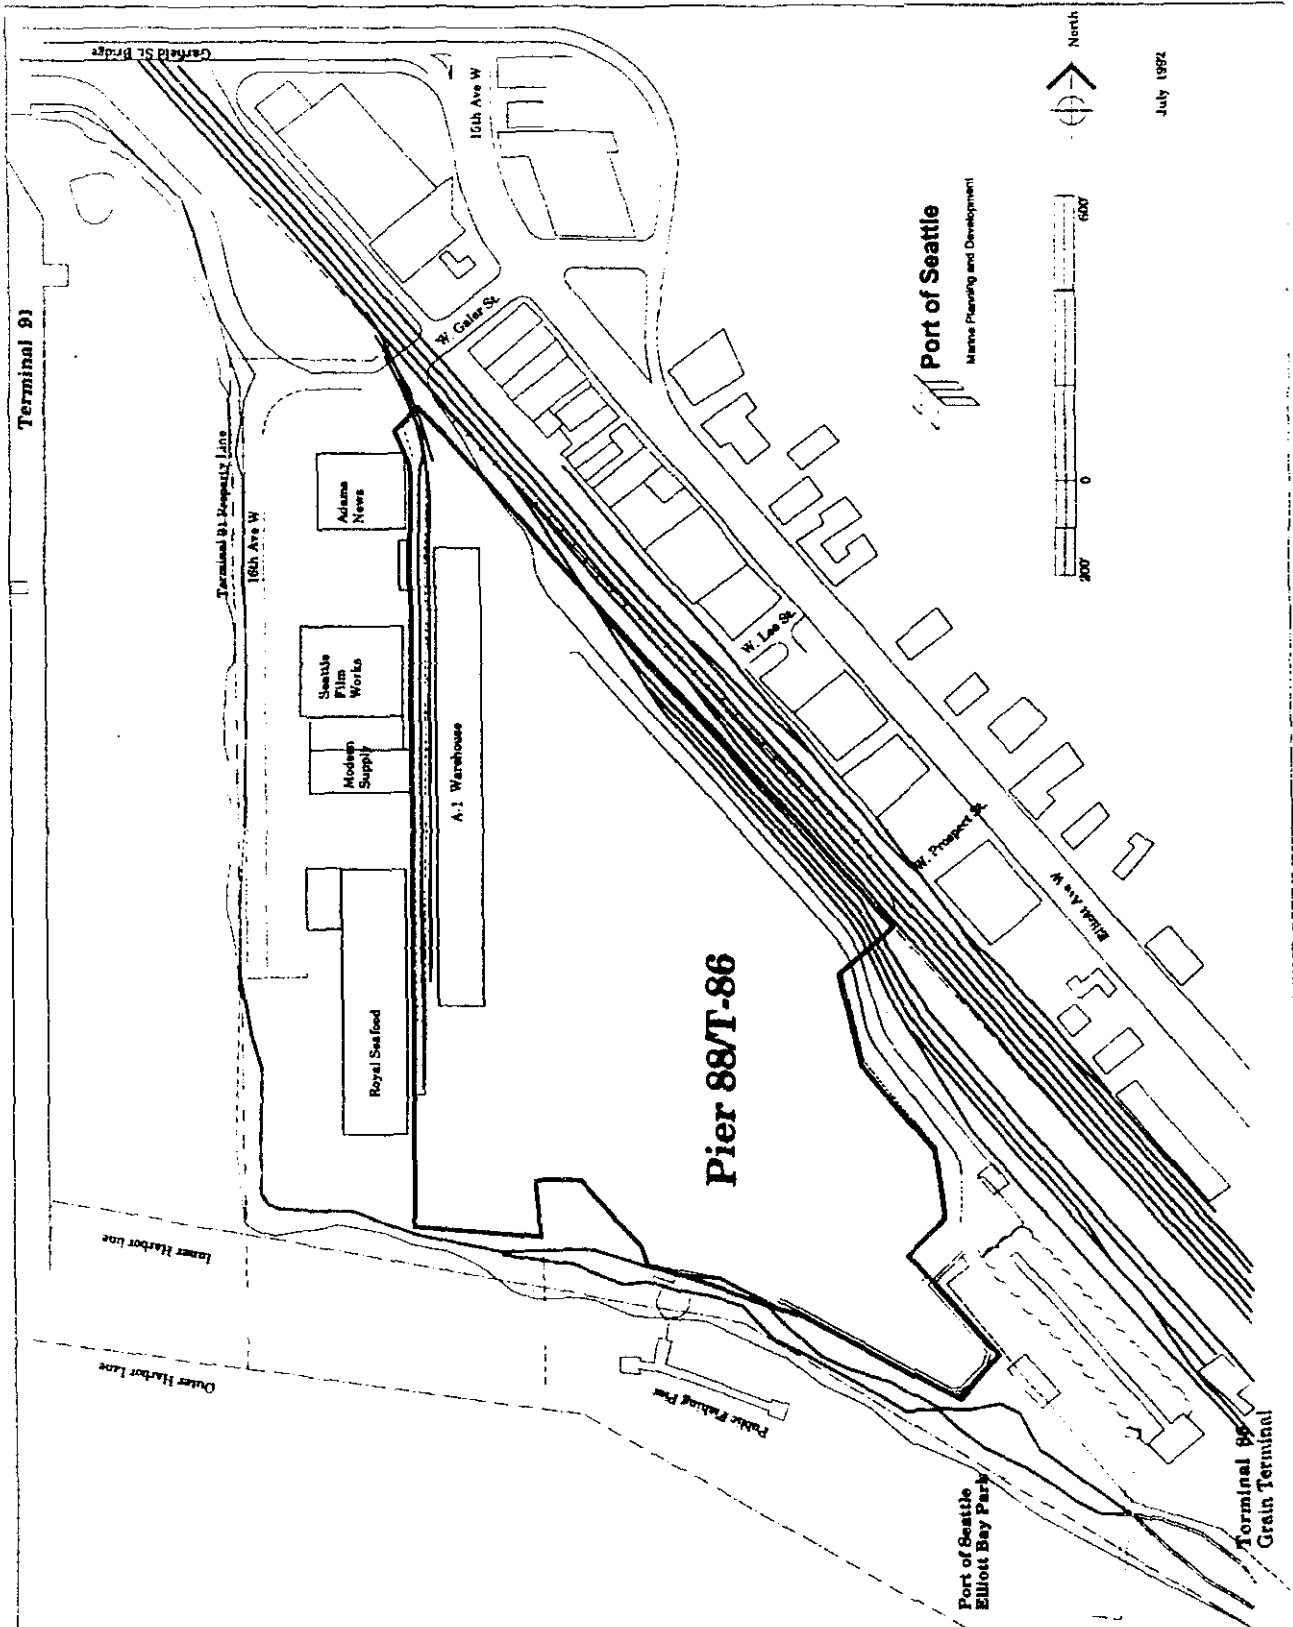 Garfield St. Bridge
15th Ave W
North
July 1992
Terminal 91
Port of Seattle
Marine Planning and Development
600'
0
200'
W. Galer St.
Terminal 91 Property Line
16th Ave W
Adams
News
Seattle
Film
Works
Modern
Supply
A-1 Warehouse
W. Lee St.
W. Prospect St.
Elliott Ave W
Royal Seafood
Pier 88/T-86
Inner Harbor Line
Outer Harbor Lane
Public Fishing Pier
Port of Seattle
Elliott Bay Park
Terminal 86
Grain Terminal